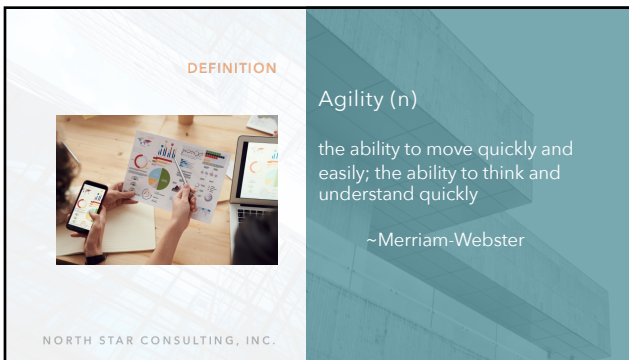 DEFINITION
NORTH STAR CONSULTING, INC.
Agility (n)
the ability to move quickly and
easily; the ability to think and
understand quickly
~Merriam-Webster